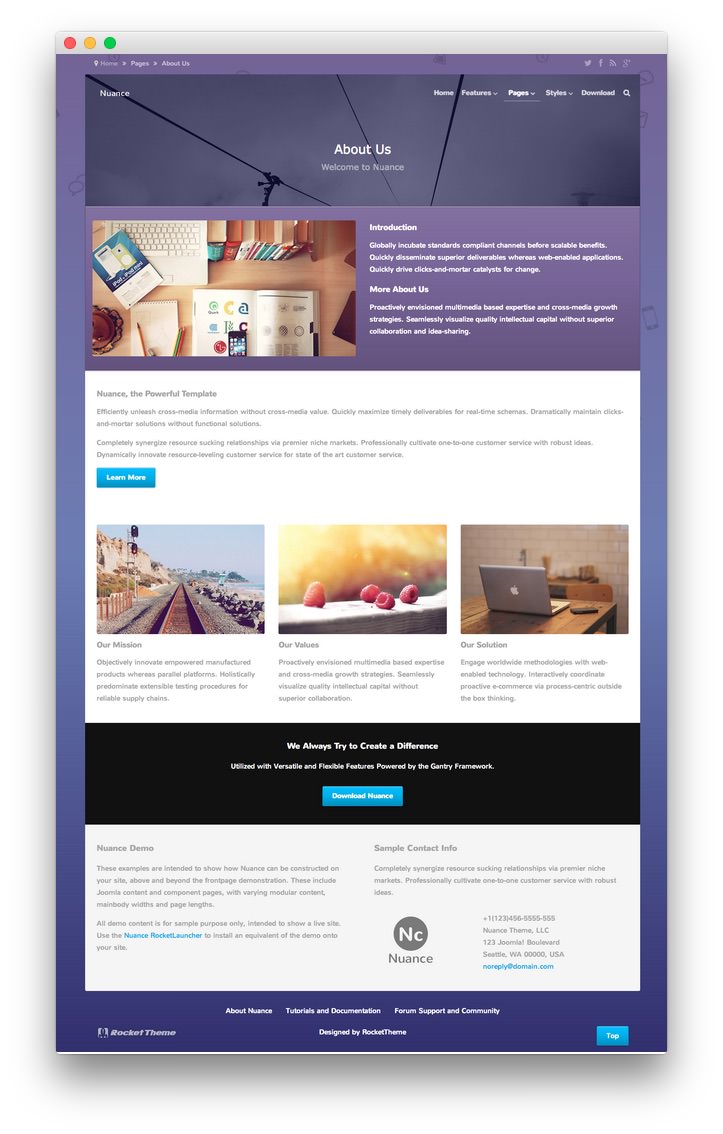 Home » Pages » About Us
Nuance
Home Features Pages Styles Download
About Us
Welcome to Nuance
Introduction
Globally incubate standards compliant channels before scalable benefits.
Quickly disseminate superior deliverables whereas web-enabled applications.
Quickly drive clicks-and-mortar catalysts for change.
More About Us
Proactively envisioned multimedia based expertise and cross-media growth
strategies. Seamlessly visualize quality intellectual capital without superior
collaboration and idea-sharing.
Nuance, the Powerful Template
Efficiently unleash cross-media information without cross-media value. Quickly maximize timely deliverables for real-time schemas. Dramatically maintain clicks-
and-mortar solutions without functional solutions.
Completely synergize resource sucking relationships via premier niche markets. Professionally cultivate one-to-one customer service with robust ideas.
Dynamically innovate resource-leveling customer service for state of the art customer service.
Learn More
Our Mission
Objectively innovate empowered manufactured
products whereas parallel platforms. Holistically
predominate extensible testing procedures for
reliable supply chains.
Our Values
Proactively envisioned multimedia based expertise
and cross-media growth strategies. Seamlessly
visualize quality intellectual capital without
superior collaboration.
Our Solution
Engage worldwide methodologies with web-
enabled technology. Interactively coordinate
proactive e-commerce via process-centric outside
the box thinking.
We Always Try to Create a Difference
Utilized with Versatile and Flexible Features Powered by the Gantry Framework.
Download Nuance
Nuance Demo
These examples are intended to show how Nuance can be constructed on
your site, above and beyond the frontpage demonstration. These include
Joomla content and component pages, with varying modular content,
mainbody widths and page lengths.
All demo content is for sample purpose only, intended to show a live site.
Use the Nuance RocketLauncher to install an equivalent of the demo onto
your site.
Sample Contact Info
Completely synergize resource sucking relationships via premier niche
markets. Professionally cultivate one-to-one customer service with robust
ideas.
Nc
Nuance
+1(123)456-5555-555
Nuance Theme, LLC
123 Joomla! Boulevard
Seattle, WA 00000, USA
noreply@domain.com
About Nuance Tutorials and Documentation Forum Support and Community
RocketTheme
Designed by RocketTheme
Top